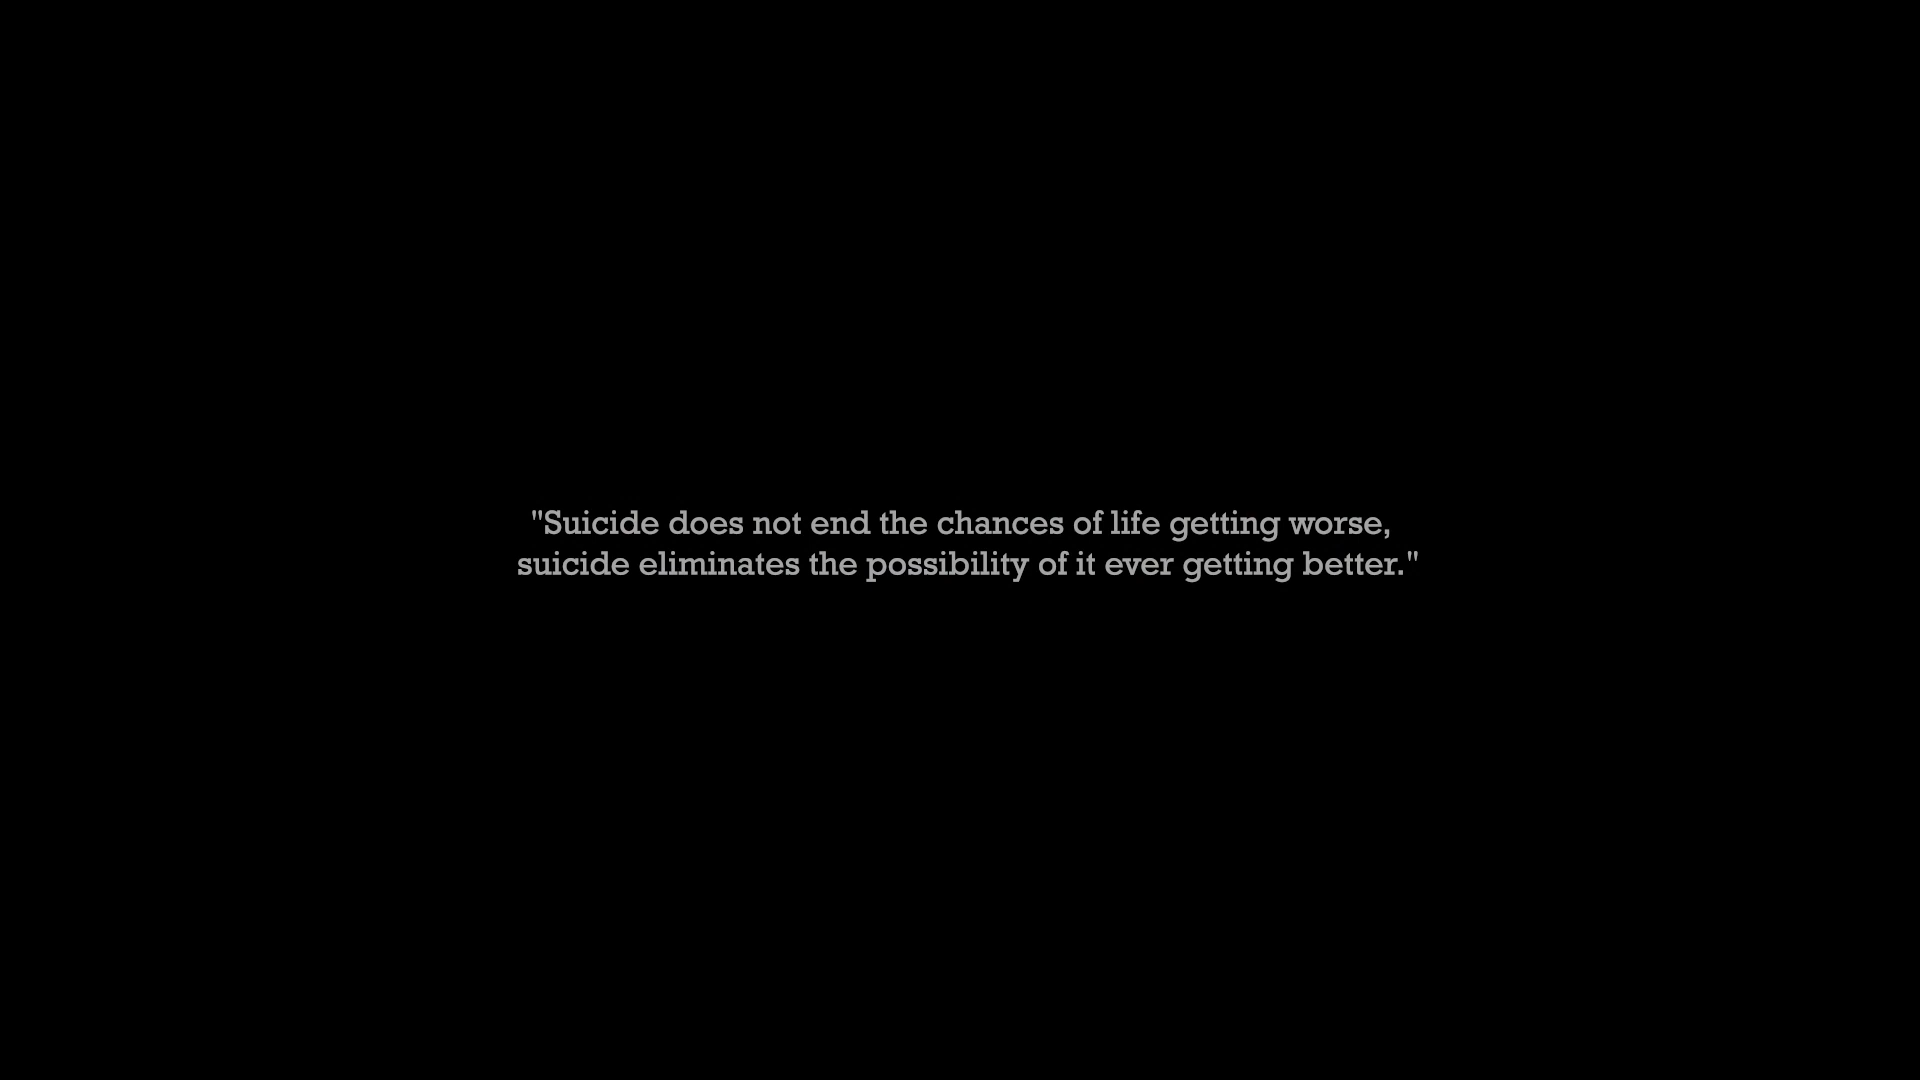 "Suicide does not end the chances of life getting worse,
suicide eliminates the possibility of it ever getting better."